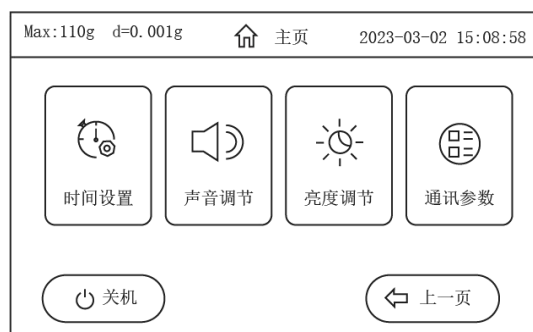 Max:110g d=0.001g 主页 2023-03-02 15:08:58
时间设置 声音调节 亮度调节 通讯参数
关机 上一页